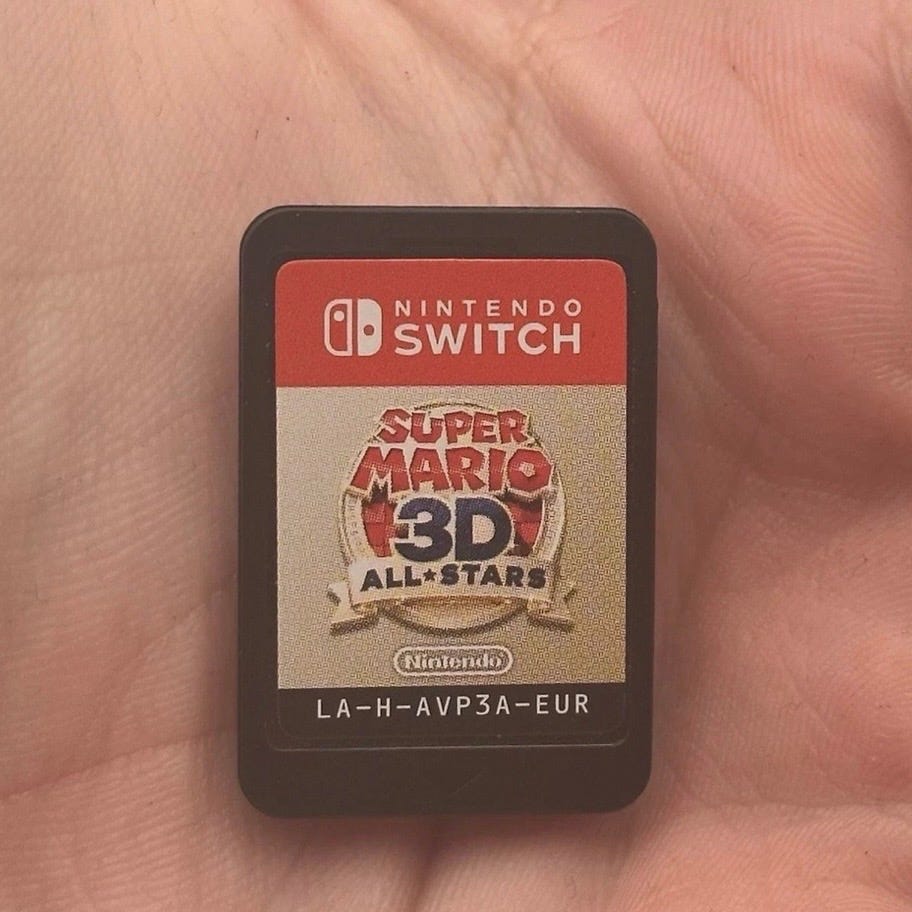 NINTENDO
SWITCH
SUPER
MARIO
3D
ALL★STARS
Nintendo
LA-H-AVP3A-EUR